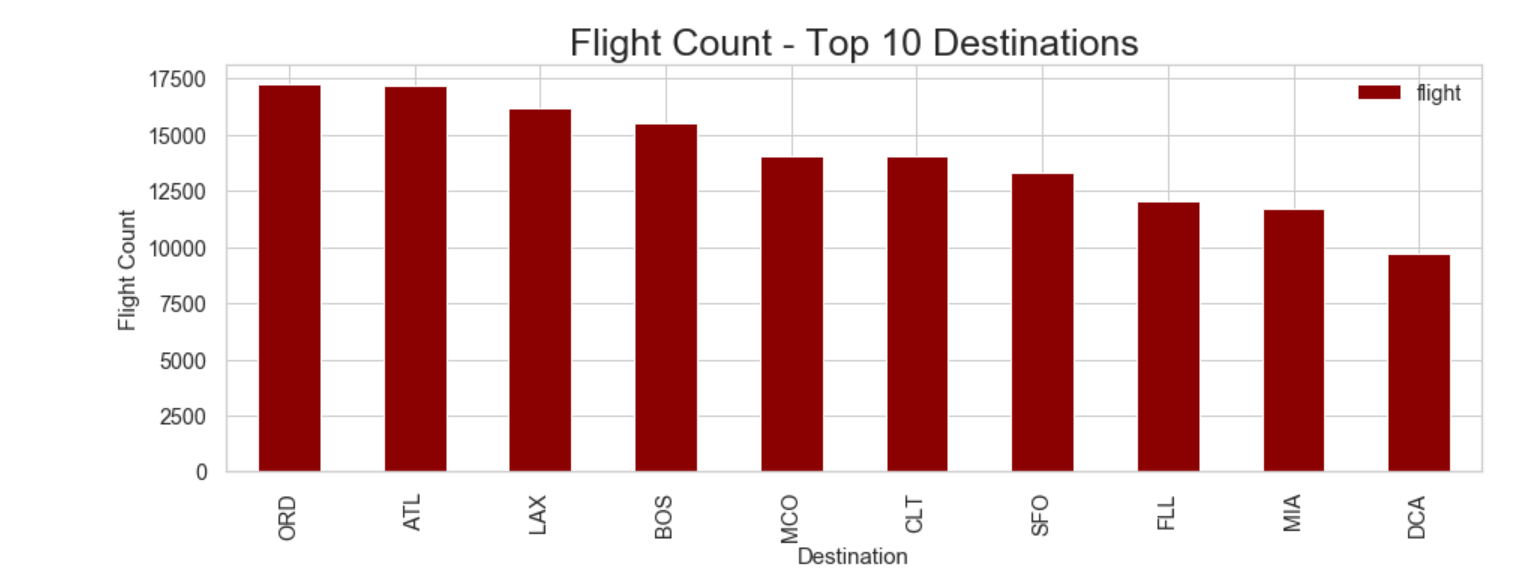 Flight Count - Top 10 Destinations
flight
Flight Count
17500
15000
12500
10000
7500
5000
2500
0
ORD
ATL
LAX
BOS
MCO
CLT
SFO
FLL
MIA
DCA
Destination